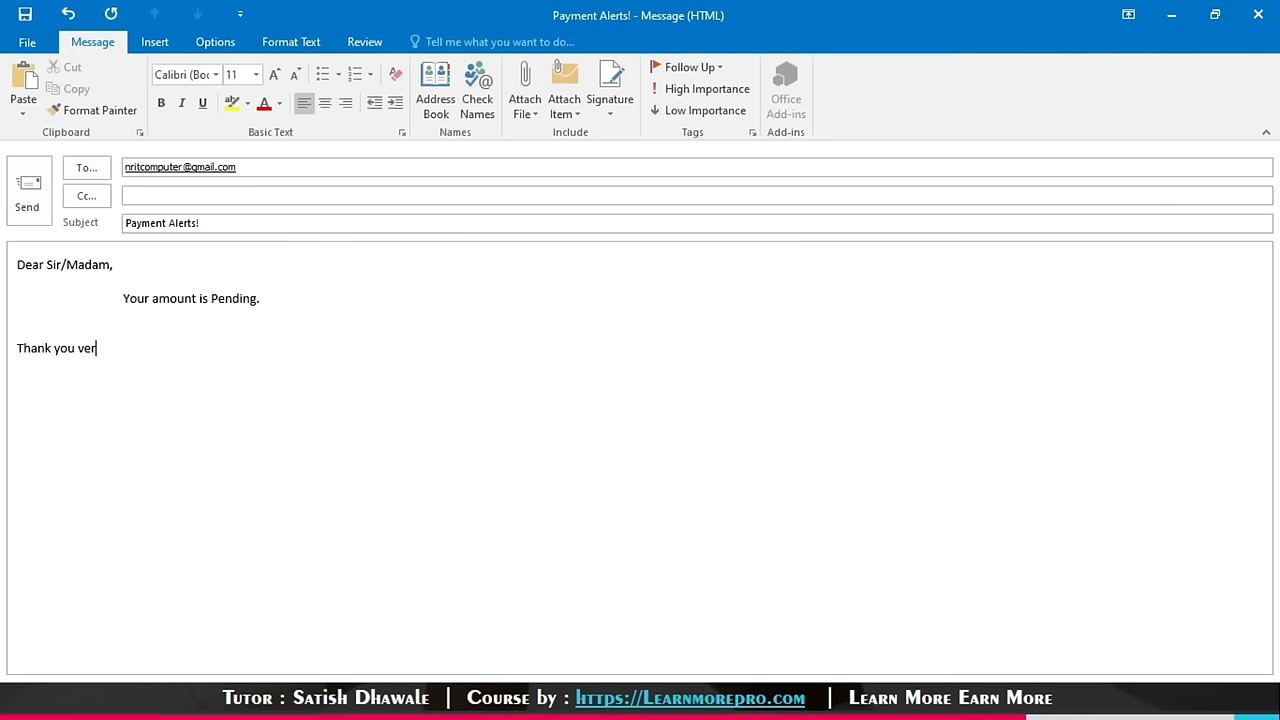 Payment Alerts! - Message (HTML)
File Message Insert Options Format Text Review Tell me what you want to do...
Paste
Cut
Copy
Format Painter
Clipboard
Calibri (Boc 11
Basic Text
Address Book
Check Names
Names
Attach File
Attach Item
Signature
Include
Follow Up
High Importance
Low Importance
Tags
Office Add-ins
Add-ins
Send
To... nritcomputer@gmail.com
Cc...
Subject Payment Alerts!
Dear Sir/Madam,
Your amount is Pending.
Thank you ver
Tutor : Satish Dhawale | Course by : https://Learnmorepro.com | Learn More Earn More